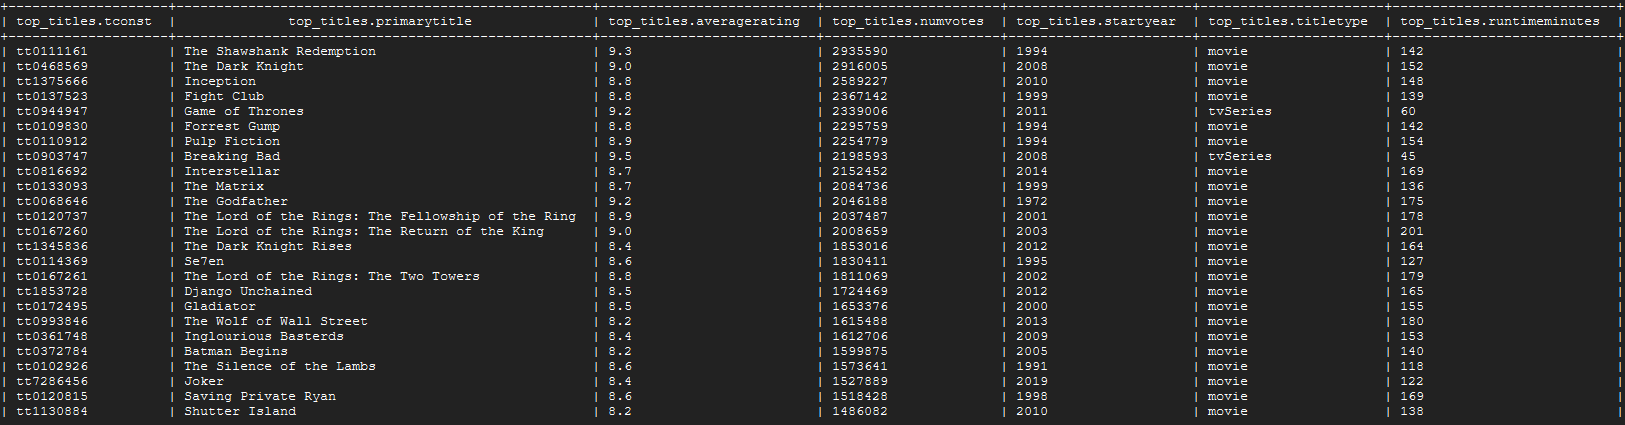 | top_titles.tconst | top_titles.primarytitle | top_titles.averagerating | top_titles.numvotes | top_titles.startyear | top_titles.titletype | top_titles.runtimeminutes |
| tt0111161 | The Shawshank Redemption | 9.3 | 2935590 | 1994 | movie | 142 |
| tt0468569 | The Dark Knight | 9.0 | 2916005 | 2008 | movie | 152 |
| tt1375666 | Inception | 8.8 | 2589227 | 2010 | movie | 148 |
| tt0137523 | Fight Club | 8.8 | 2367142 | 1999 | movie | 139 |
| tt0944947 | Game of Thrones | 9.2 | 2339006 | 2011 | tvSeries | 60 |
| tt0109830 | Forrest Gump | 8.8 | 2295759 | 1994 | movie | 142 |
| tt0110912 | Pulp Fiction | 8.9 | 2254779 | 1994 | movie | 154 |
| tt0903747 | Breaking Bad | 9.5 | 2198593 | 2008 | tvSeries | 45 |
| tt0816692 | Interstellar | 8.7 | 2152452 | 2014 | movie | 169 |
| tt0133093 | The Matrix | 8.7 | 2084736 | 1999 | movie | 136 |
| tt0068646 | The Godfather | 9.2 | 2046188 | 1972 | movie | 175 |
| tt0120737 | The Lord of the Rings: The Fellowship of the Ring | 8.9 | 2037487 | 2001 | movie | 178 |
| tt0167260 | The Lord of the Rings: The Return of the King | 9.0 | 2008659 | 2003 | movie | 201 |
| tt1345836 | The Dark Knight Rises | 8.4 | 1853016 | 2012 | movie | 164 |
| tt0114369 | Se7en | 8.6 | 1830411 | 1995 | movie | 127 |
| tt0167261 | The Lord of the Rings: The Two Towers | 8.8 | 1811069 | 2002 | movie | 179 |
| tt1853728 | Django Unchained | 8.5 | 1724469 | 2012 | movie | 165 |
| tt0172495 | Gladiator | 8.5 | 1653376 | 2000 | movie | 155 |
| tt0993846 | The Wolf of Wall Street | 8.2 | 1615488 | 2013 | movie | 180 |
| tt0361748 | Inglourious Basterds | 8.4 | 1612706 | 2009 | movie | 153 |
| tt0372784 | Batman Begins | 8.2 | 1599875 | 2005 | movie | 140 |
| tt0102926 | The Silence of the Lambs | 8.6 | 1573641 | 1991 | movie | 118 |
| tt7286456 | Joker | 8.4 | 1527889 | 2019 | movie | 122 |
| tt0120815 | Saving Private Ryan | 8.6 | 1518428 | 1998 | movie | 169 |
| tt1130884 | Shutter Island | 8.2 | 1486082 | 2010 | movie | 138 |